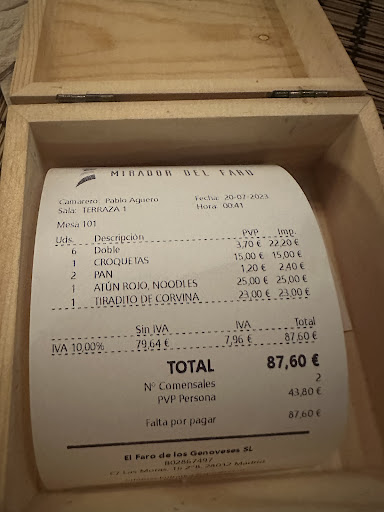 MIRADOR DEL FARO
Camarero: Pablo Aguero Fecha: 20-07-2023
Sala: TERRAZA 1 Hora: 00:41
Mesa 101
Uds. Descripción PVP Imp.
6 Doble 3,70 € 22,20 €
1 CROQUETAS 15,00 € 15,00 €
2 PAN 1,20 € 2,40 €
1 ATÚN ROJO, NOODLES 25,00 € 25,00 €
1 TIRADITO DE CORVINA 23,00 € 23,00 €
Sin IVA IVA Total
IVA 10,00% 79,64 € 7,96 € 87,60 €
TOTAL 87,60 €
Nº Comensales 2
PVP Persona 43,80 €
Falta por pagar 87,60 €
El Faro de los Genoveses SL
B02867497